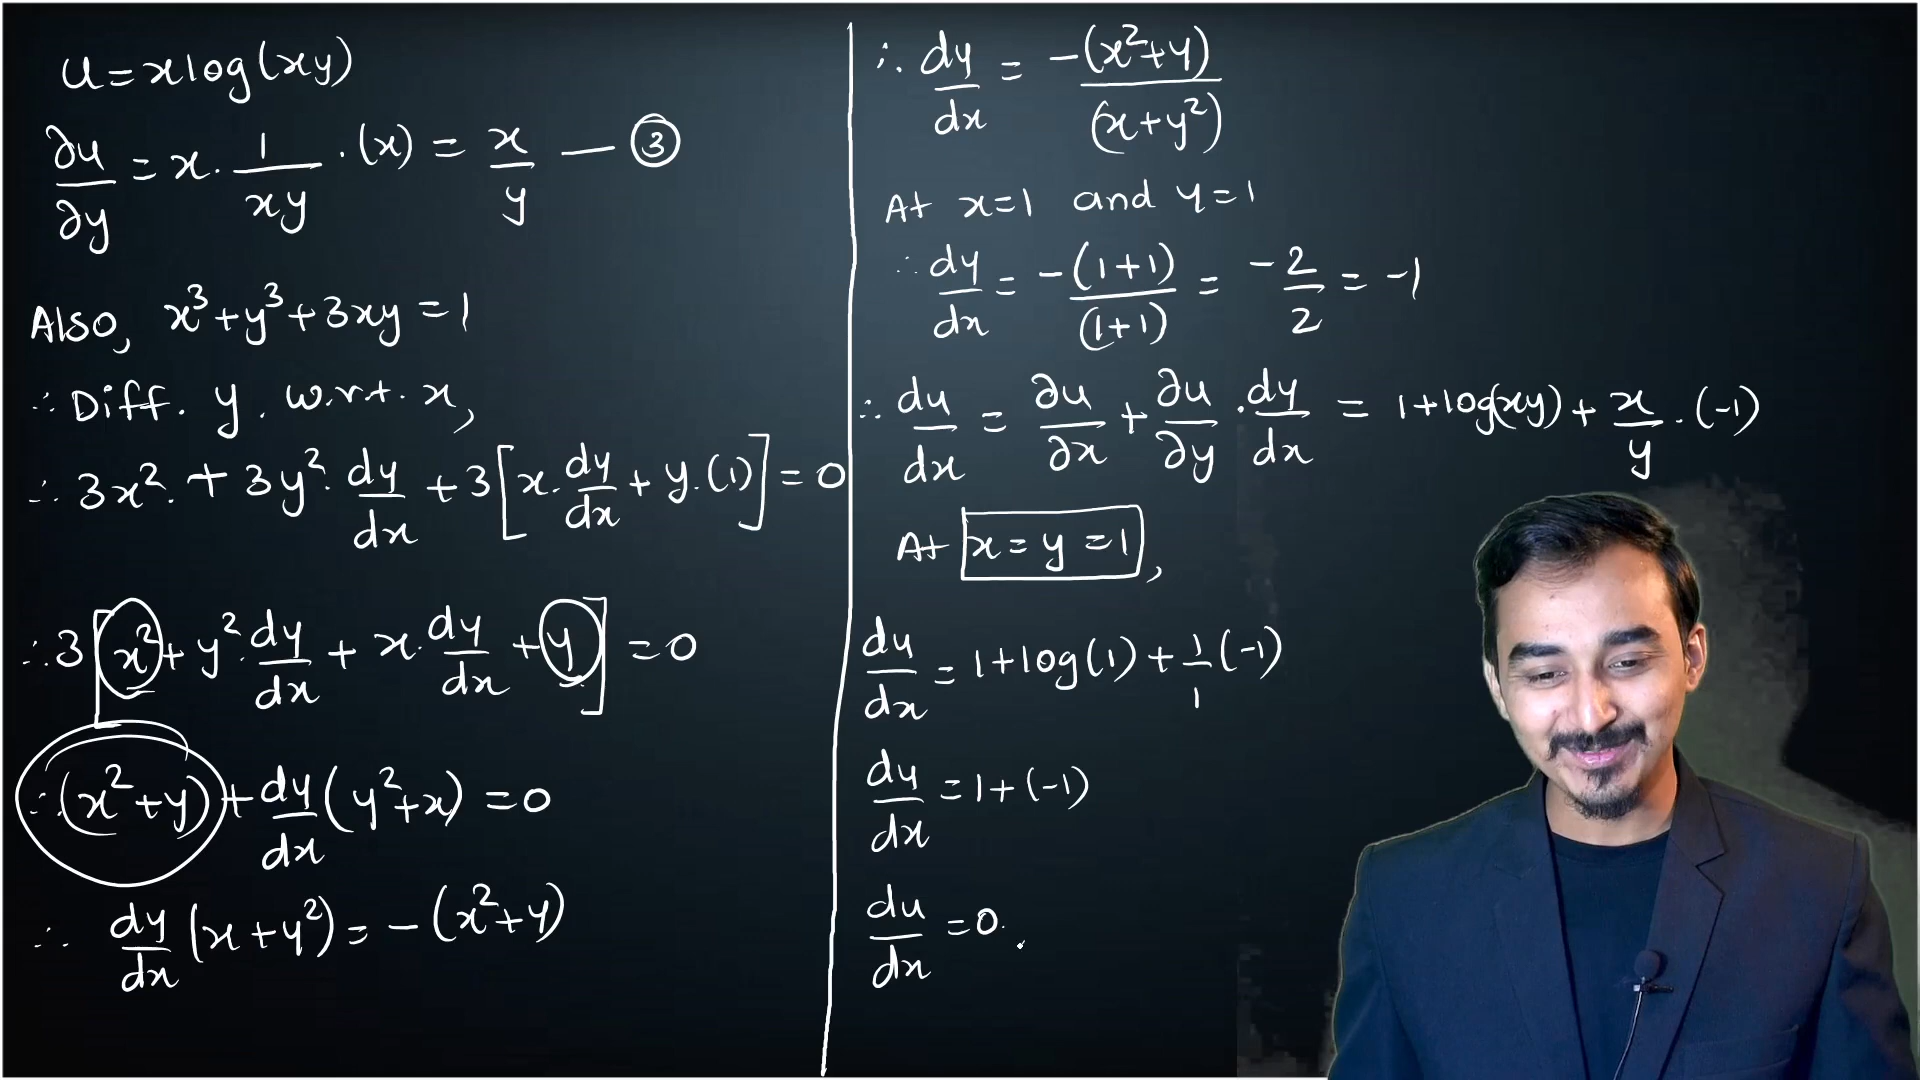 u=xlog(xy)
∂u/∂y = x. 1/xy .(x) = x/y — ③
Also, x³+y³+3xy=1
∴ Diff. y. w.r.t. x,
∴ 3x². + 3y². dy/dx + 3[x. dy/dx + y.(1)] = 0
∴ 3[x² + y². dy/dx + x. dy/dx + y] = 0
∴ (x²+y) + dy/dx (y²+x) = 0
∴ dy/dx (x+y²) = -(x²+y)
∴ dy/dx = -(x²+y)/(x+y²)
At x=1 and y=1
∴ dy/dx = -(1+1)/(1+1) = -2/2 = -1
∴ du/dx = ∂u/∂x + ∂u/∂y . dy/dx = 1+log(xy) + x/y . (-1)
At x=y=1,
du/dx = 1+log(1)+ 1/1 (-1)
du/dx = 1+(-1)
du/dx = 0.